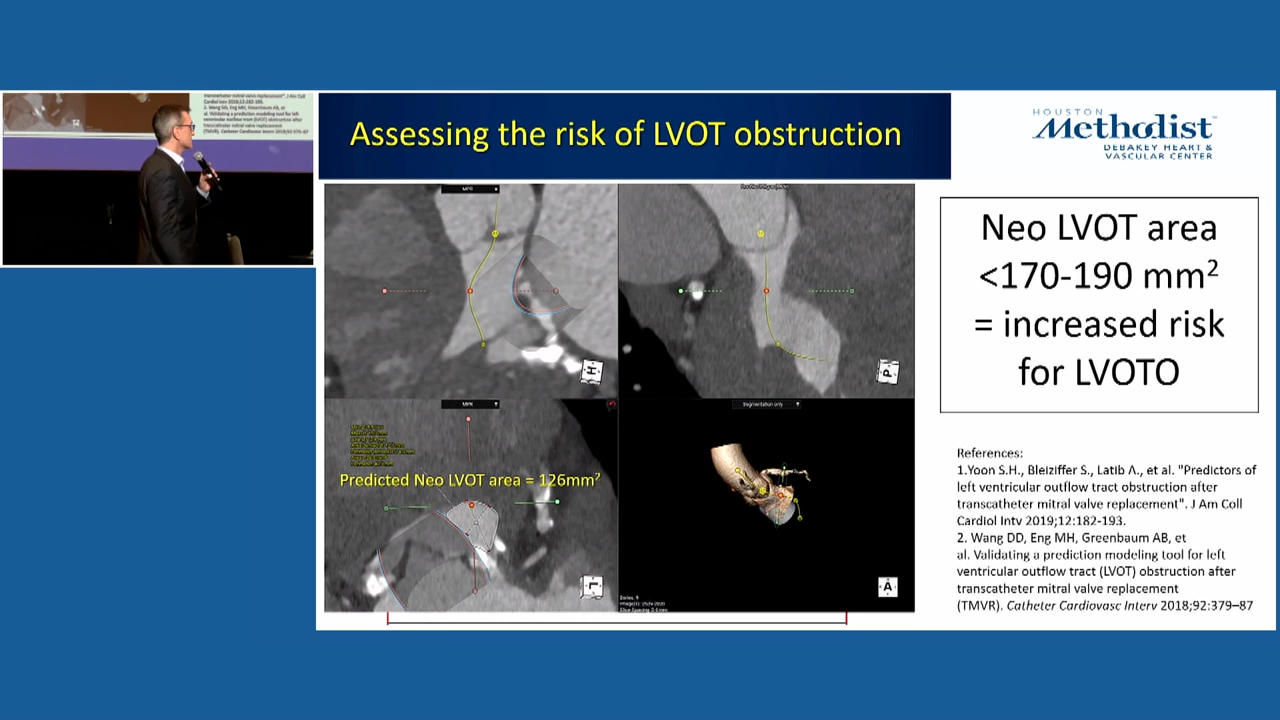 Assessing the risk of LVOT obstruction
HOUSTON
Methodist
DEBAKEY HEART &
VASCULAR CENTER
Neo LVOT area
<170-190 mm²
= increased risk
for LVOTO
MPR
MPR
Segmentation only
Predicted Neo LVOT area = 126mm²
H
P
L
A
References:
1.Yoon S.H., Bleiziffer S., Latib A., et al. "Predictors of
left ventricular outflow tract obstruction after
transcatheter mitral valve replacement". J Am Coll
Cardiol Intv 2019;12:182-193.
2. Wang DD, Eng MH, Greenbaum AB, et
al. Validating a prediction modeling tool for left
ventricular outflow tract (LVOT) obstruction after
transcatheter mitral valve replacement
(TMVR). Catheter Cardiovasc Interv 2018;92:379–87